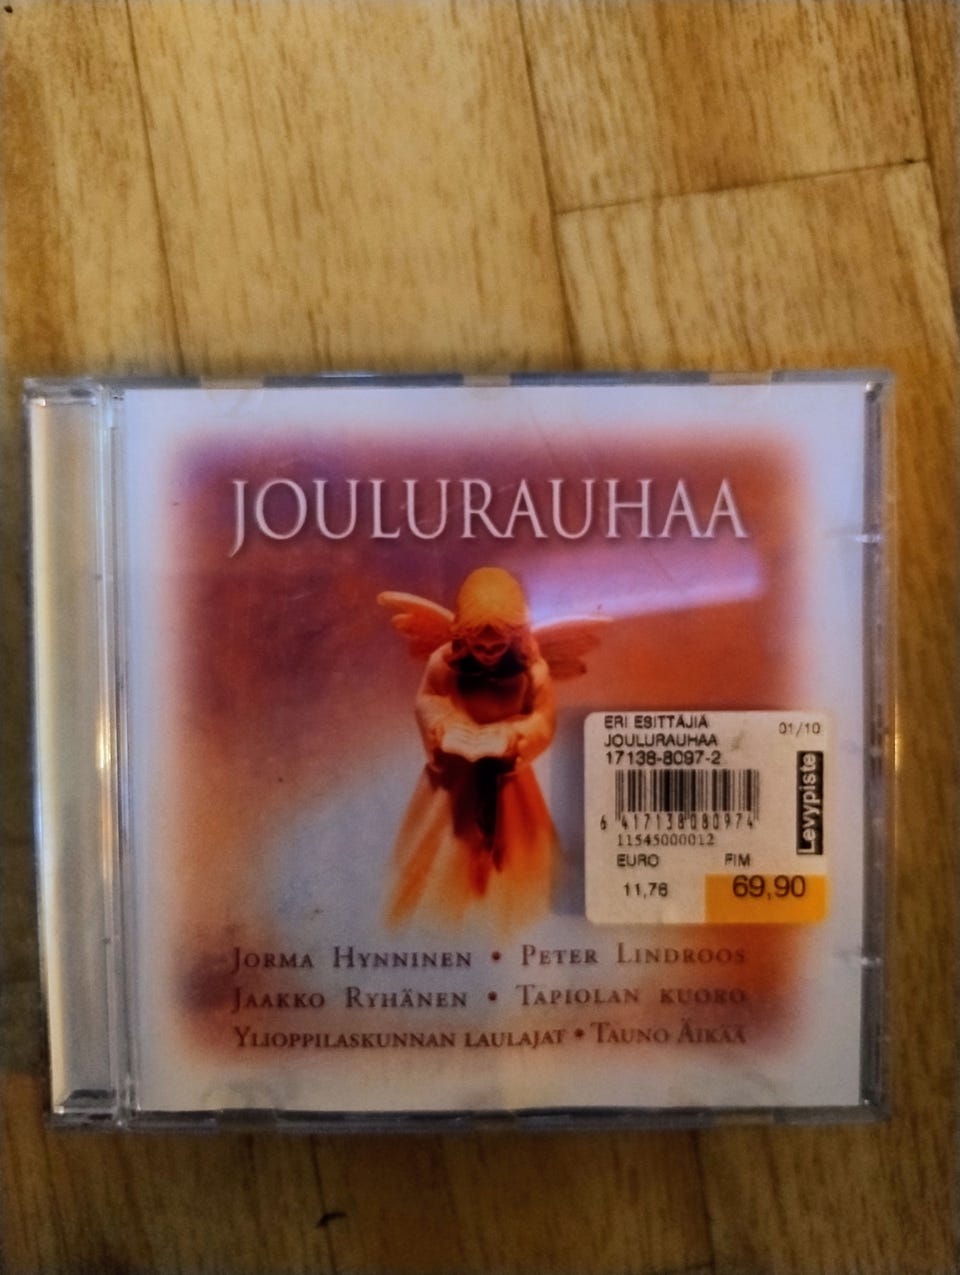 JOULURAUHAA
ERI ESITTÄJIÄ
01/10
JOULURAUHAA
17138-8097-2
Levypiste
6 417138 080974
11545000012
EURO FIM
11,76 69,90
JORMA HYNNINEN • PETER LINDROOS
JAAKKO RYHÄNEN • TAPIOLAN KUORO
YLIOPPILASKUNNAN LAULAJAT • TAUNO ÄIKÄÄ